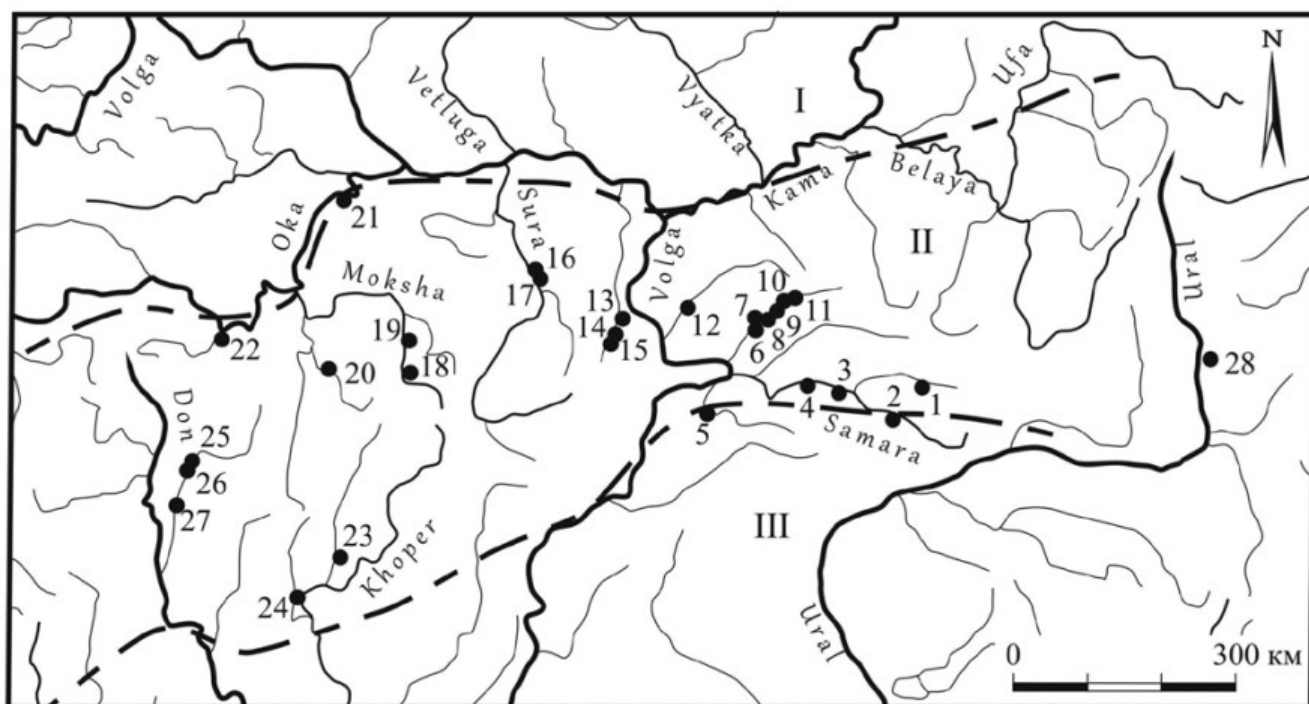 N
Volga
Vetluga
Vyatka
I
Ufa
Kama
Belaya
Oka
21
Sura
II
Volga
Ural
Moksha
16
17
10
11
7
9
8
6
12
13
14
15
19
18
20
22
28
3
4
2
1
5
Samara
Don
25
26
27
III
23
Khoper
24
Ural
0
300 км